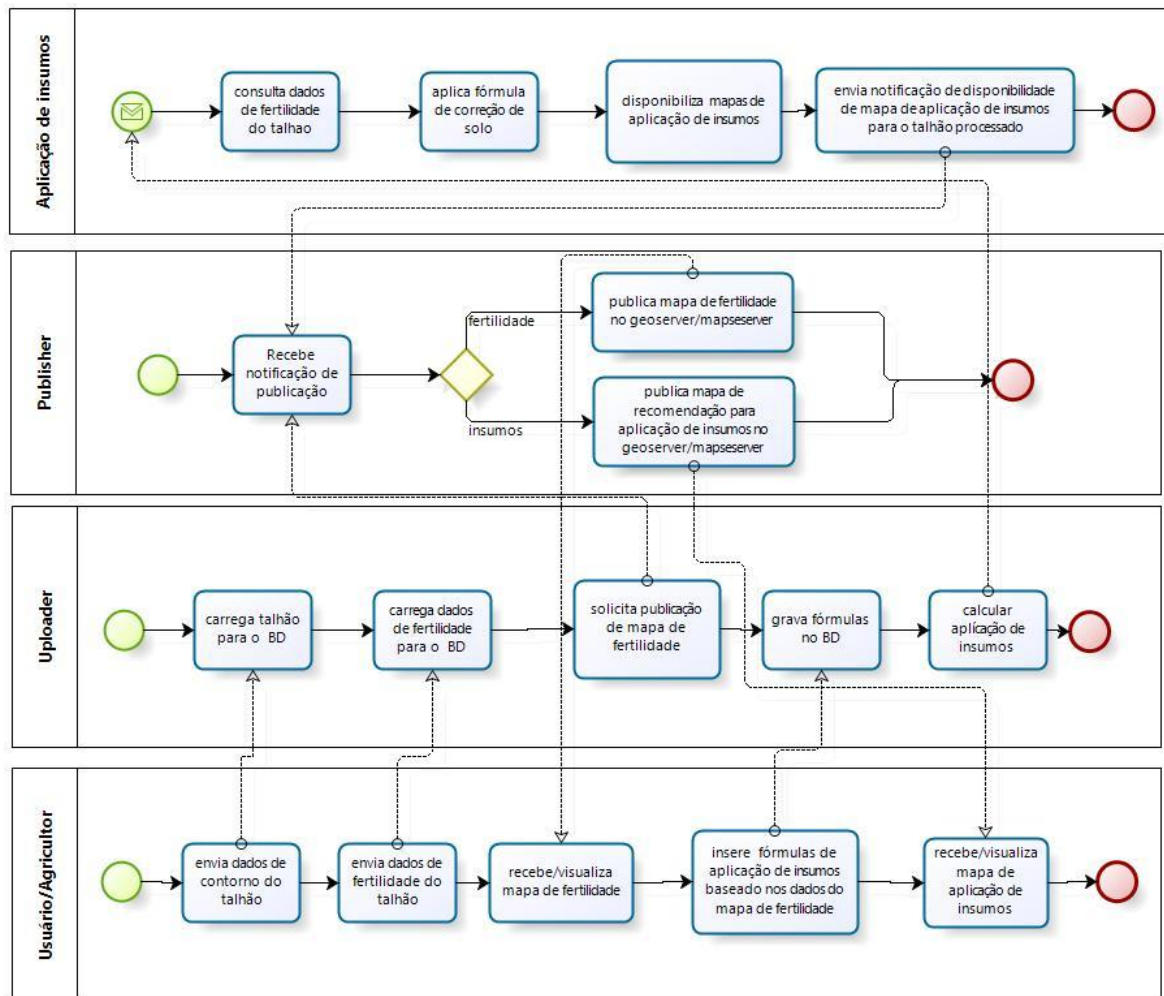 Aplicação de insumos
consulta dados
de fertilidade
do talhao
aplica fórmula
de correção de
solo
disponibiliza mapas de
aplicação de insumos
envia notificação de disponibilidade
de mapa de aplicação de insumos
para o talhão processado
Publisher
Recebe
notificação de
publicação
fertilidade
insumos
publica mapa de fertilidade
no geoserver/mapseserver
publica mapa de
recomendação para
aplicação de insumos no
geoserver/mapseserver
Uploader
carrega talhão
para o BD
carrega dados
de fertilidade
para o BD
solicita publicação
de mapa de
fertilidade
grava fórmulas
no BD
calcular
aplicação de
insumos
Usuário/Agricultor
envia dados de
contorno do
talhão
envia dados de
fertilidade do
talhão
recebe/visualiza
mapa de fertilidade
insere fórmulas de
aplicação de insumos
baseado nos dados do
mapa de fertilidade
recebe/visualiza
mapa de
aplicação de
insumos